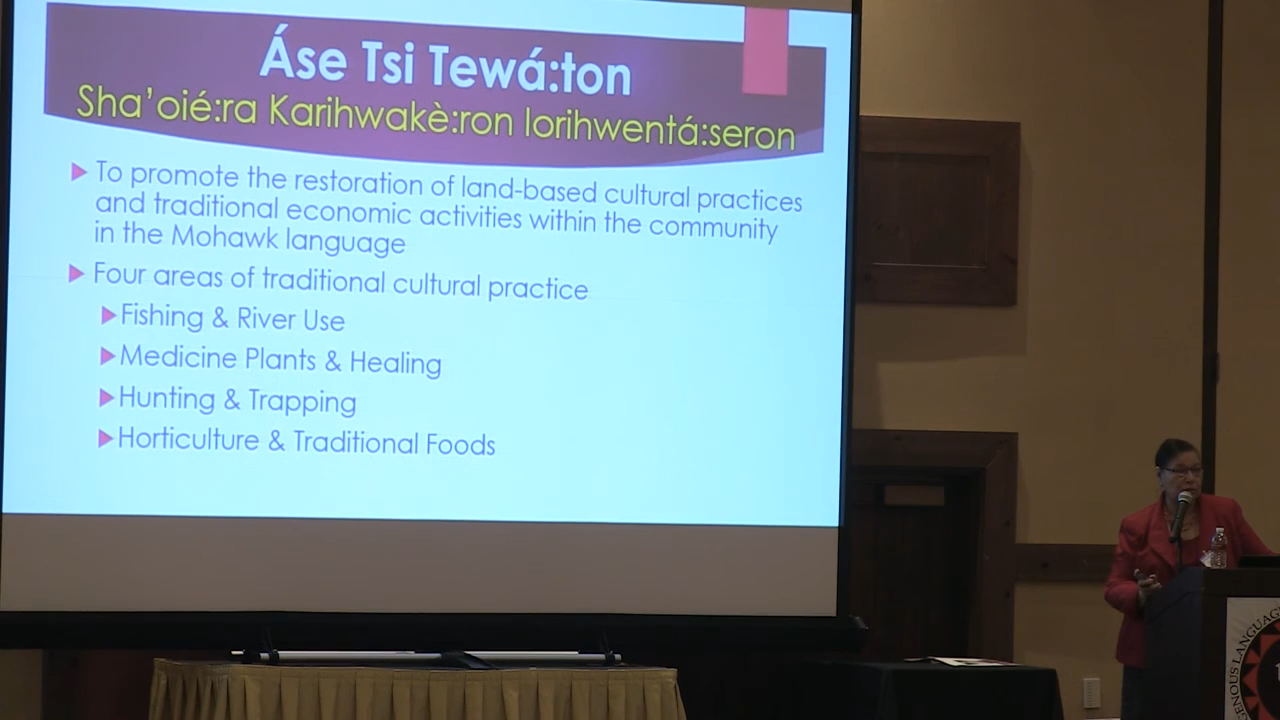 Áse Tsi Tewá:ton
Sha'oié:ra Karihwakè:ron Iorihwentá:seron
To promote the restoration of land-based cultural practices
and traditional economic activities within the community
in the Mohawk language
Four areas of traditional cultural practice
Fishing & River Use
Medicine Plants & Healing
Hunting & Trapping
Horticulture & Traditional Foods
ENOUS LANGUAG